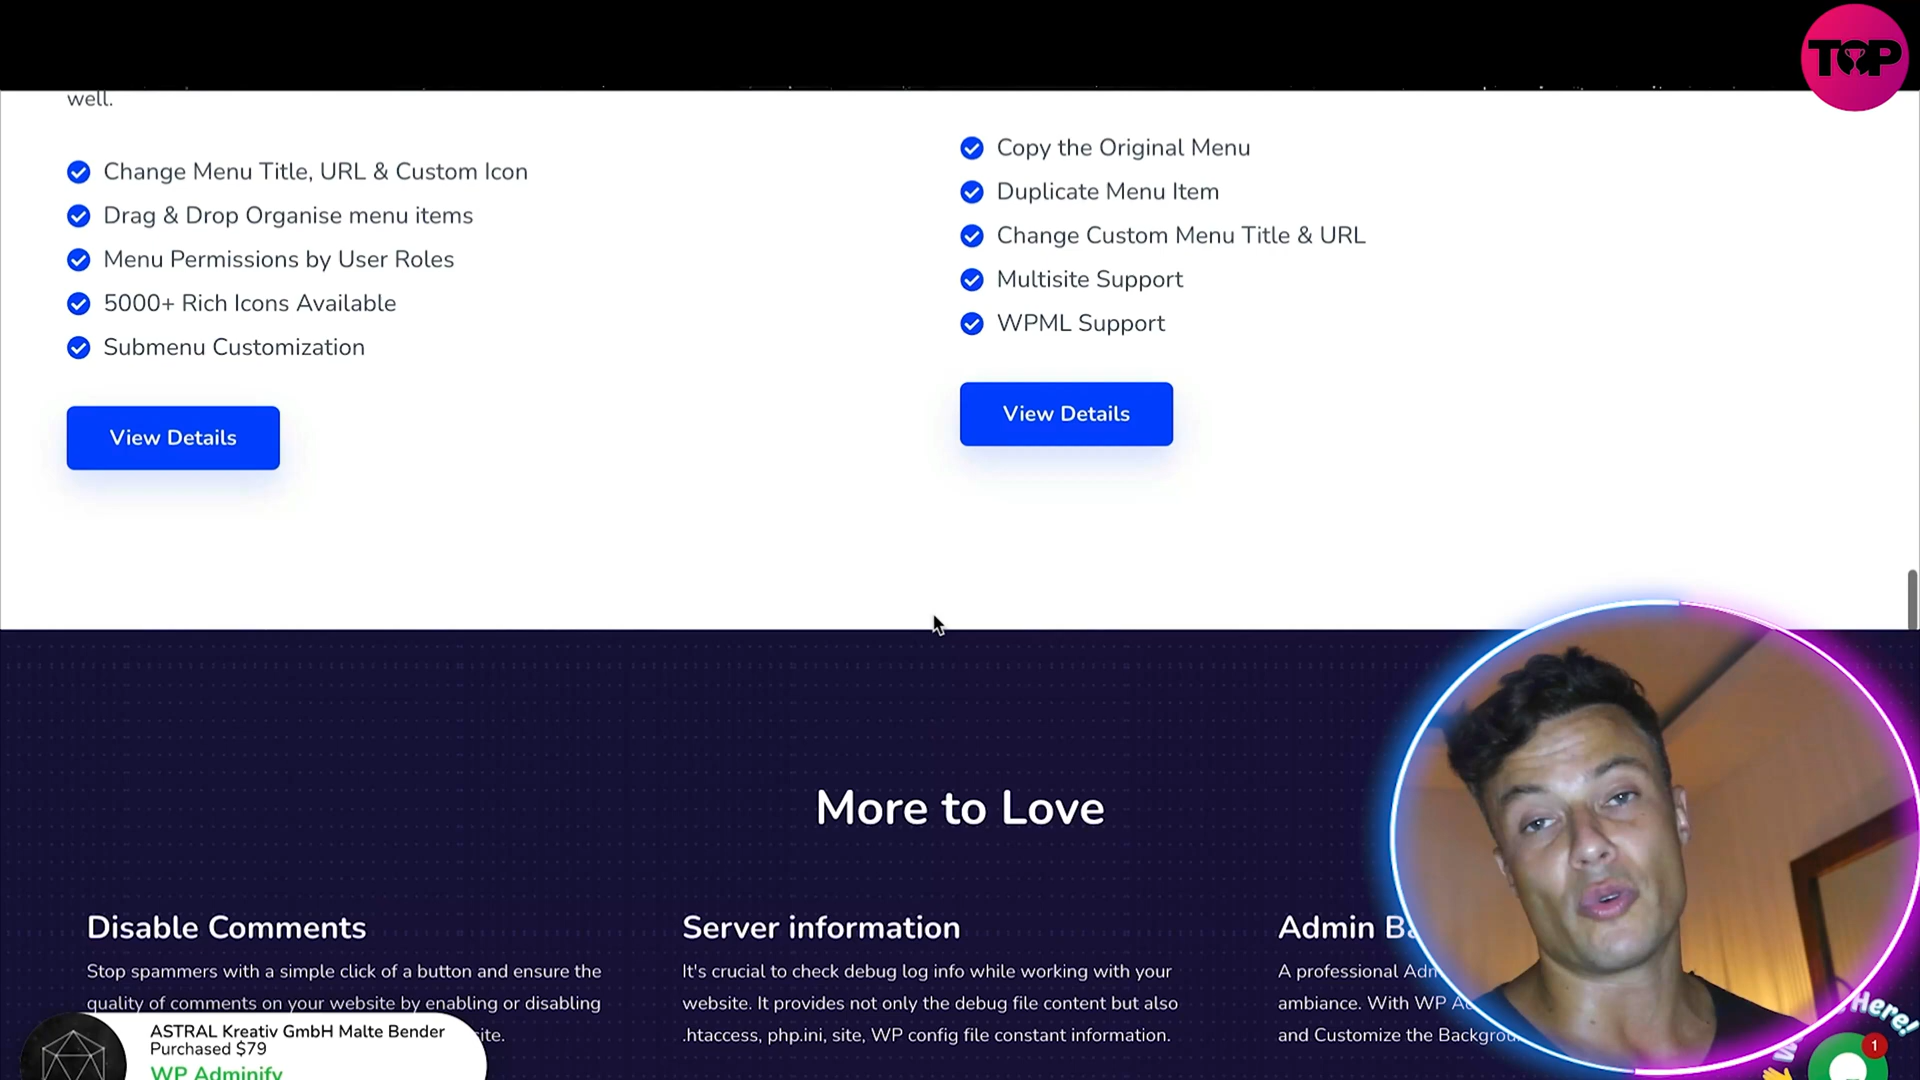 TOP
well.
Change Menu Title, URL & Custom Icon
Drag & Drop Organise menu items
Menu Permissions by User Roles
5000+ Rich Icons Available
Submenu Customization
View Details
Copy the Original Menu
Duplicate Menu Item
Change Custom Menu Title & URL
Multisite Support
WPML Support
View Details
More to Love
Disable Comments
Stop spammers with a simple click of a button and ensure the
quality of comments on your website by enabling or disabling
site.
Server information
It's crucial to check debug log info while working with your
website. It provides not only the debug file content but also
.htaccess, php.ini, site, WP config file constant information.
Admin
A professional
ambiance. With WP
and Customize the
ASTRAL Kreativ GmbH Malte Bender
Purchased $79
WP Adminify
Here!
1